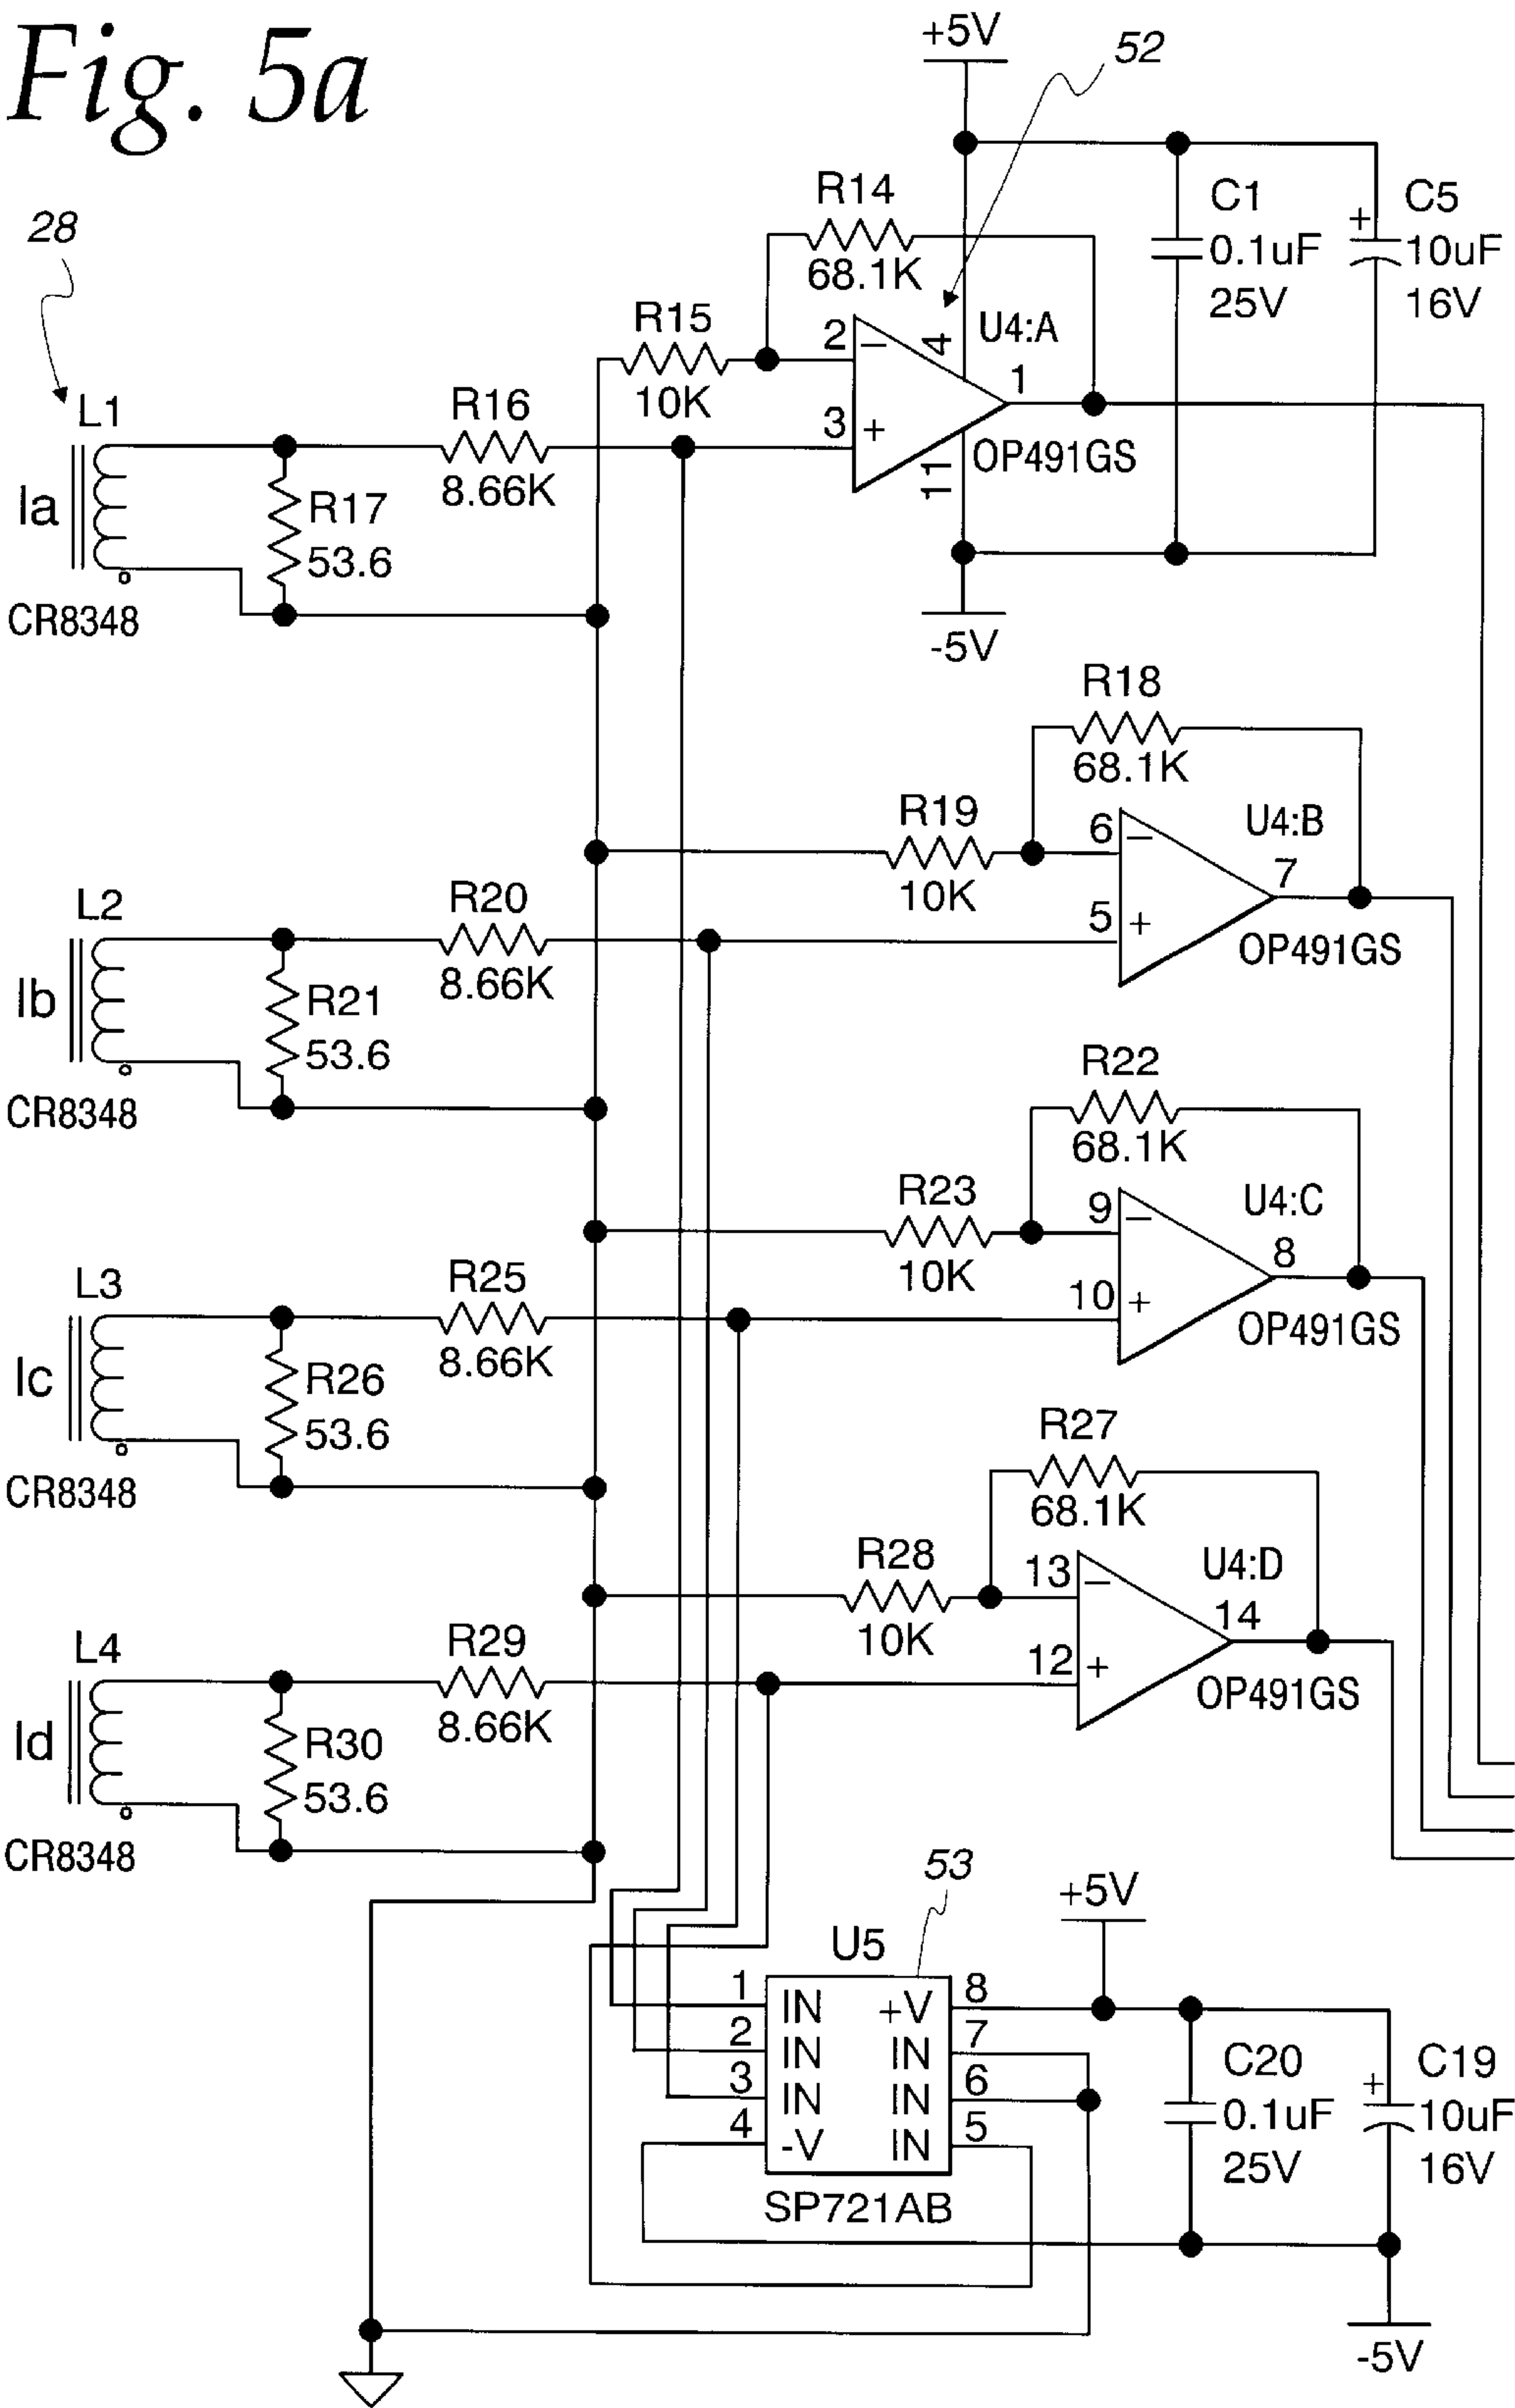 Fig. 5a
+5V
52
28
R14
68.1K
C1
0.1uF
25V
+
C5
10uF
16V
R15
10K
2
−
4
U4:A
1
3
+
11
OP491GS
-5V
L1
Ia
CR8348
R16
8.66K
R17
53.6
R18
68.1K
R19
10K
6
−
U4:B
7
5
+
OP491GS
L2
Ib
CR8348
R20
8.66K
R21
53.6
R22
68.1K
R23
10K
9
−
U4:C
8
10
+
OP491GS
L3
Ic
CR8348
R25
8.66K
R26
53.6
R27
68.1K
R28
10K
13
−
U4:D
14
12
+
OP491GS
L4
Id
CR8348
R29
8.66K
R30
53.6
53
+5V
U5
1 IN +V 8
2 IN IN 7
3 IN IN 6
4 -V IN 5
SP721AB
C20
0.1uF
25V
+
C19
10uF
16V
-5V